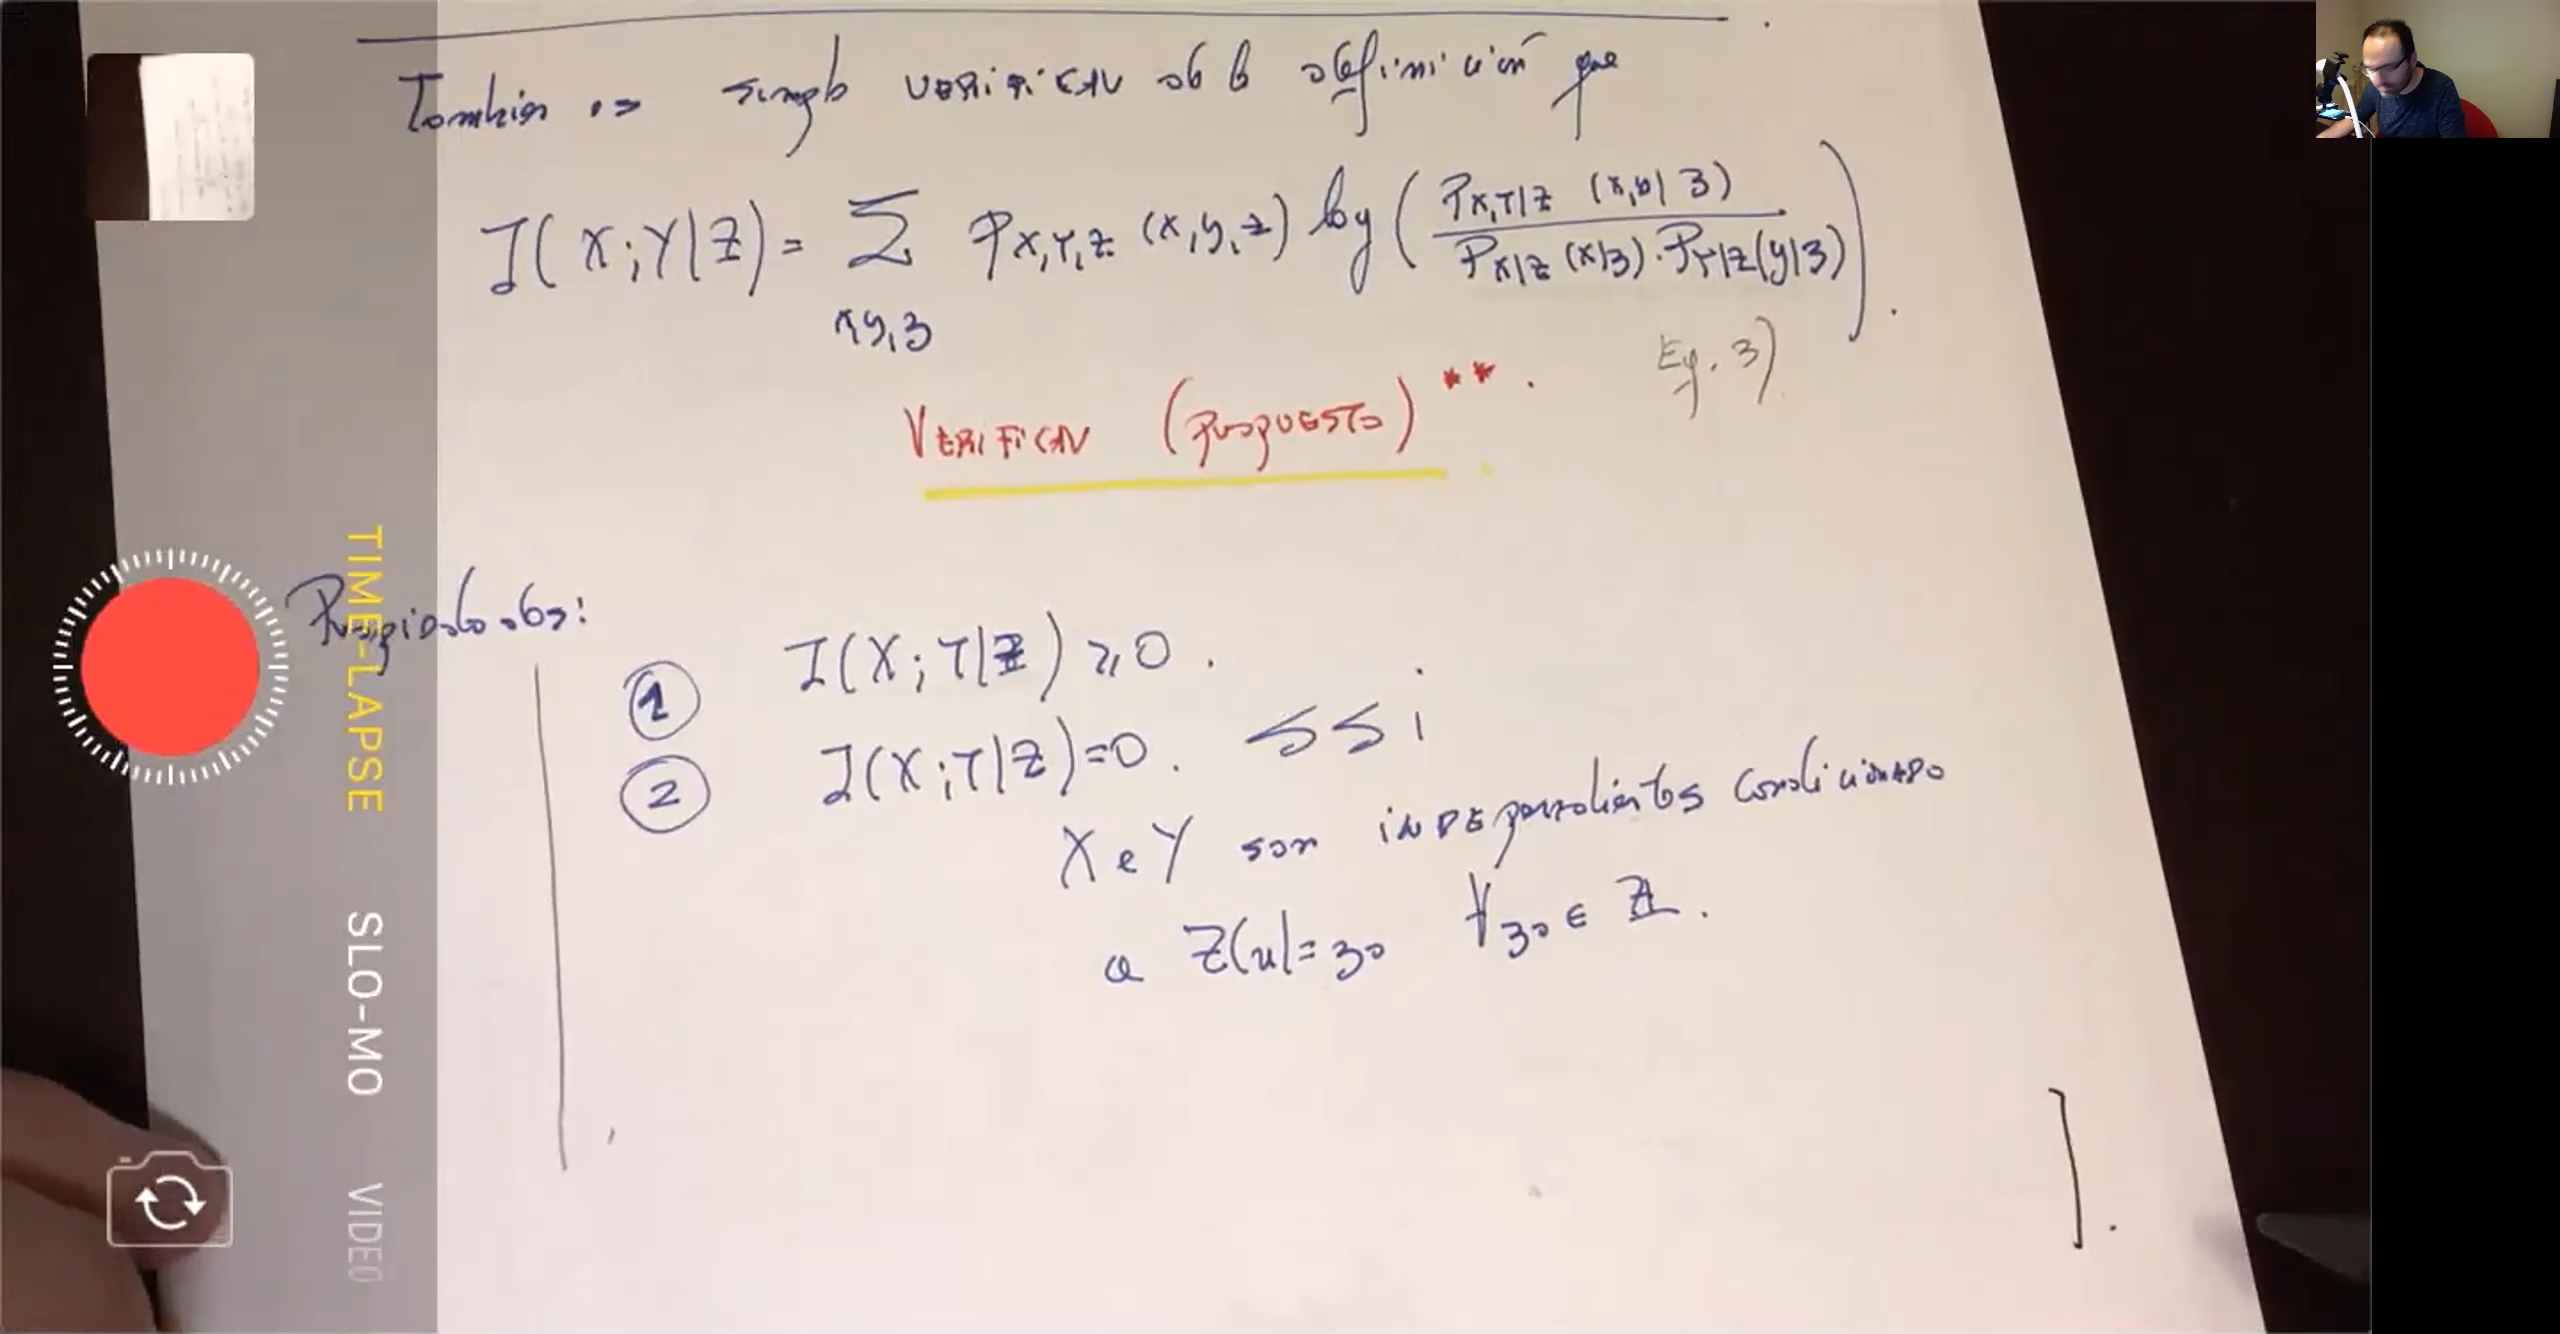 Tambien es simple VERIFICAR de la definición que
I(X;Y|Z) = Σ P_{X,Y,Z} (x,y,z) log ( P_{X,Y|Z} (x,y|z) / P_{X|Z} (x|z) · P_{Y|Z}(y|z) ) .
x,y,z
Eq. 3)
VERIFICAR (PROPUESTO)** .
Propiedades:
① I(X;Y|Z) ≥ 0 .
② I(X;Y|Z) = 0 . SSi
X e Y son INDEpendientes condicionado
a Z(u) = z0 ∀ z0 ∈ Z .
] .
TIME-LAPSE
SLO-MO
VIDEO